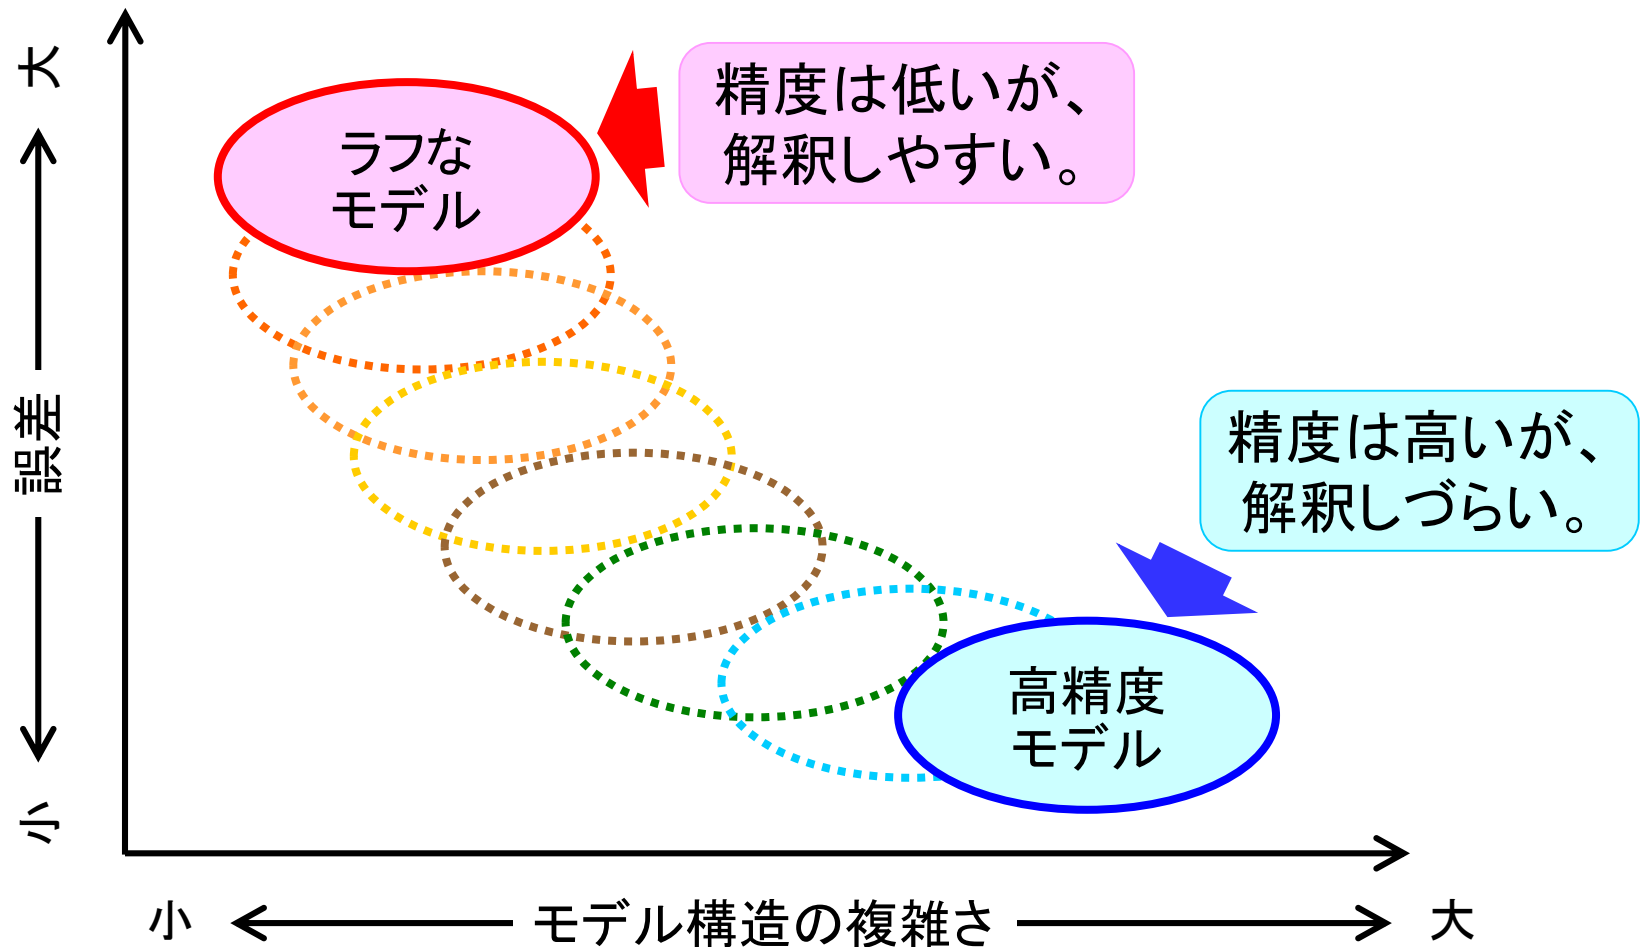 大
誤差
小
ラフな
モデル
精度は低いが、
解釈しやすい。
精度は高いが、
解釈しづらい。
高精度
モデル
小
モデル構造の複雑さ
大